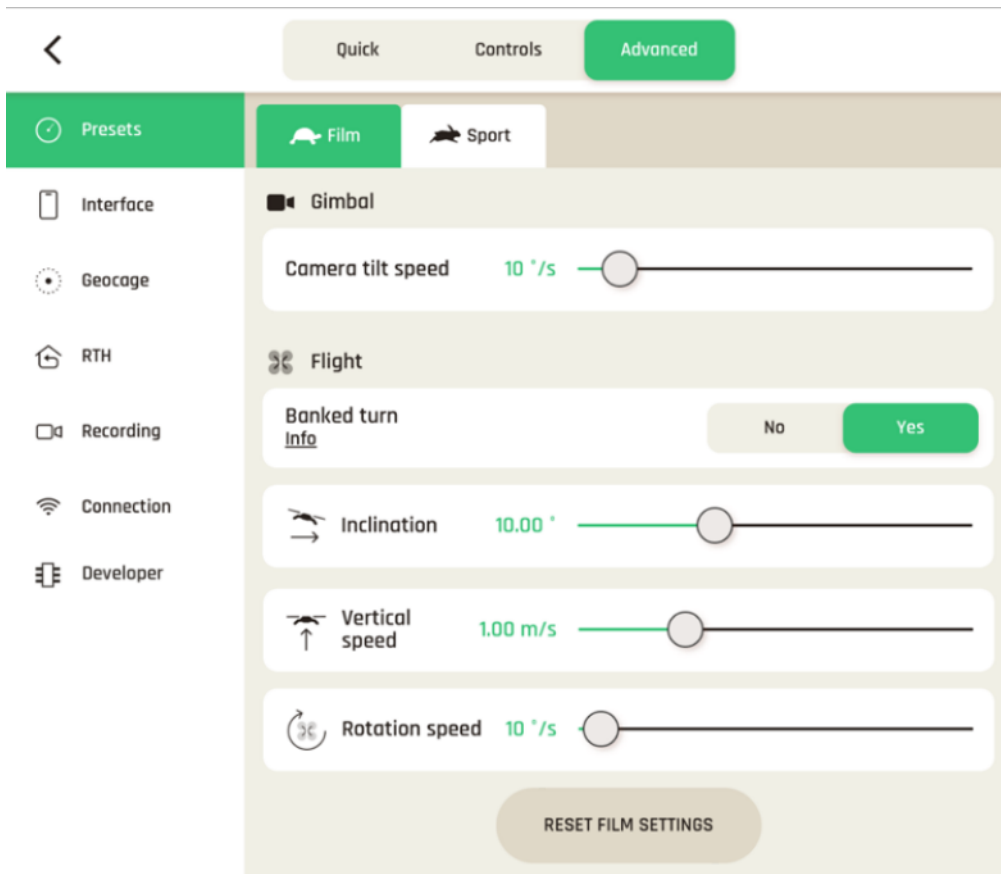 Quick Controls Advanced
Presets
Film Sport
Interface
Gimbal
Camera tilt speed 10 °/s
Geocage
RTH
Flight
Banked turn
Info
No Yes
Recording
Connection
Inclination 10.00 °
Developer
Vertical
speed
1.00 m/s
Rotation speed 10 °/s
RESET FILM SETTINGS